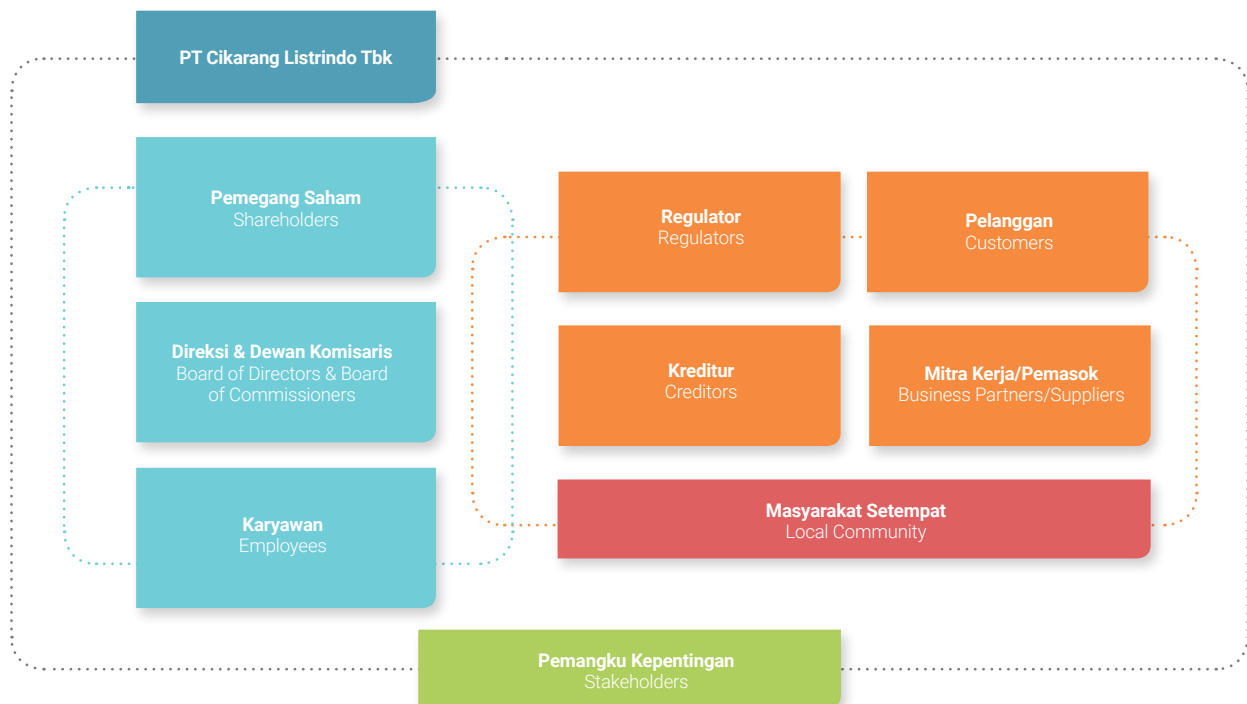 PT Cikarang Listrindo Tbk
Pemegang Saham
Shareholders
Direksi & Dewan Komisaris
Board of Directors & Board
of Commissioners
Karyawan
Employees
Regulator
Regulators
Pelanggan
Customers
Kreditur
Creditors
Mitra Kerja/Pemasok
Business Partners/Suppliers
Masyarakat Setempat
Local Community
Pemangku Kepentingan
Stakeholders